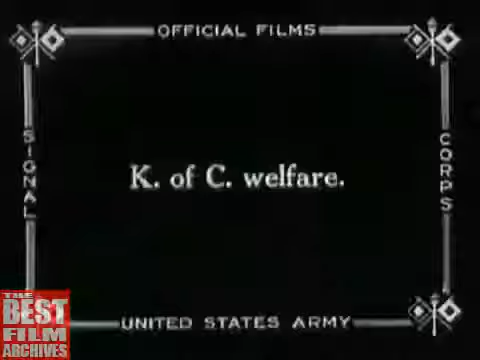 OFFICIAL FILMS
SIGNAL
CORPS
K. of C. welfare.
UNITED STATES ARMY
THE
BEST
FILM
ARCHIVES